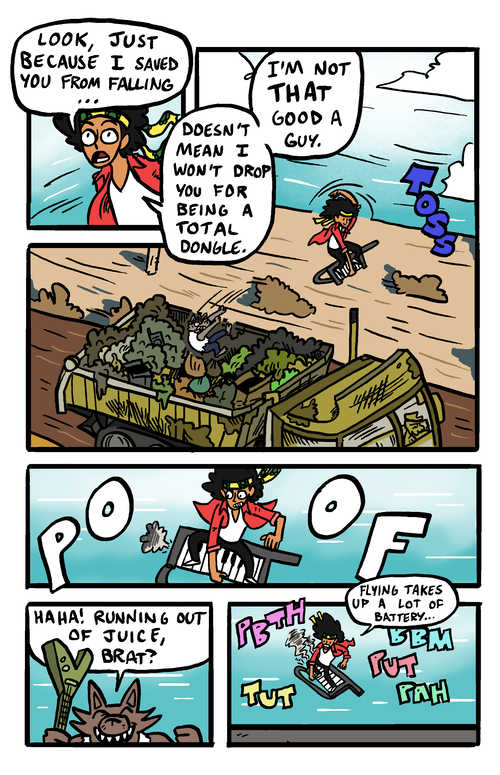 LOOK, JUST
BECAUSE I SAVED
YOU FROM FALLING
...
DOESN'T
MEAN I
WON'T DROP
YOU FOR
BEING A
TOTAL
DONGLE.
I'M NOT
THAT
GOOD A
GUY.
TOSS
POOF
HAHA! RUNNING OUT
OF JUICE,
BRAT?
FLYING TAKES
UP A LOT OF
BATTERY...
PBTH
BBM
PUT
TUT
PAH